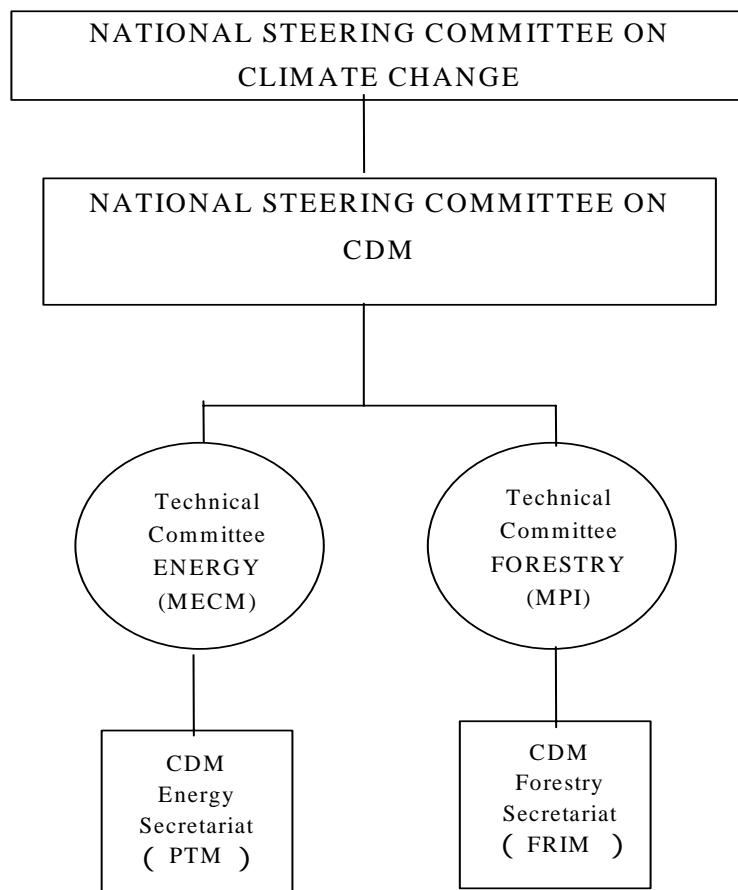 NATIONAL STEERING COMMITTEE ON
CLIMATE CHANGE
NATIONAL STEERING COMMITTEE ON
CDM
Technical
Committee
ENERGY
(MECM)
Technical
Committee
FORESTRY
(MPI)
CDM
Energy
Secretariat
( PTM )
CDM
Forestry
Secretariat
( FRIM )